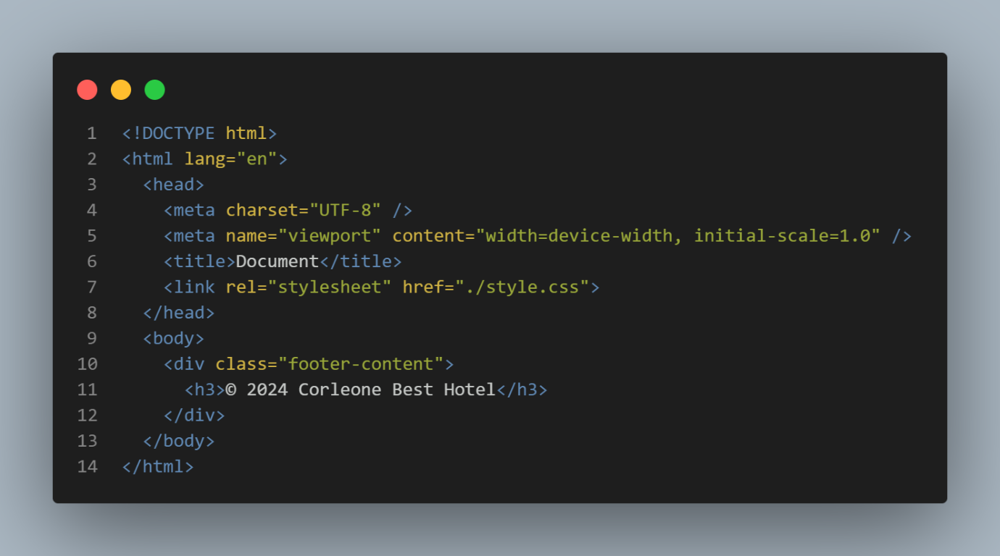 1 <!DOCTYPE html>
2 <html lang="en">
3   <head>
4     <meta charset="UTF-8" />
5     <meta name="viewport" content="width=device-width, initial-scale=1.0" />
6     <title>Document</title>
7     <link rel="stylesheet" href="./style.css">
8   </head>
9   <body>
10     <div class="footer-content">
11       <h3>© 2024 Corleone Best Hotel</h3>
12     </div>
13   </body>
14 </html>